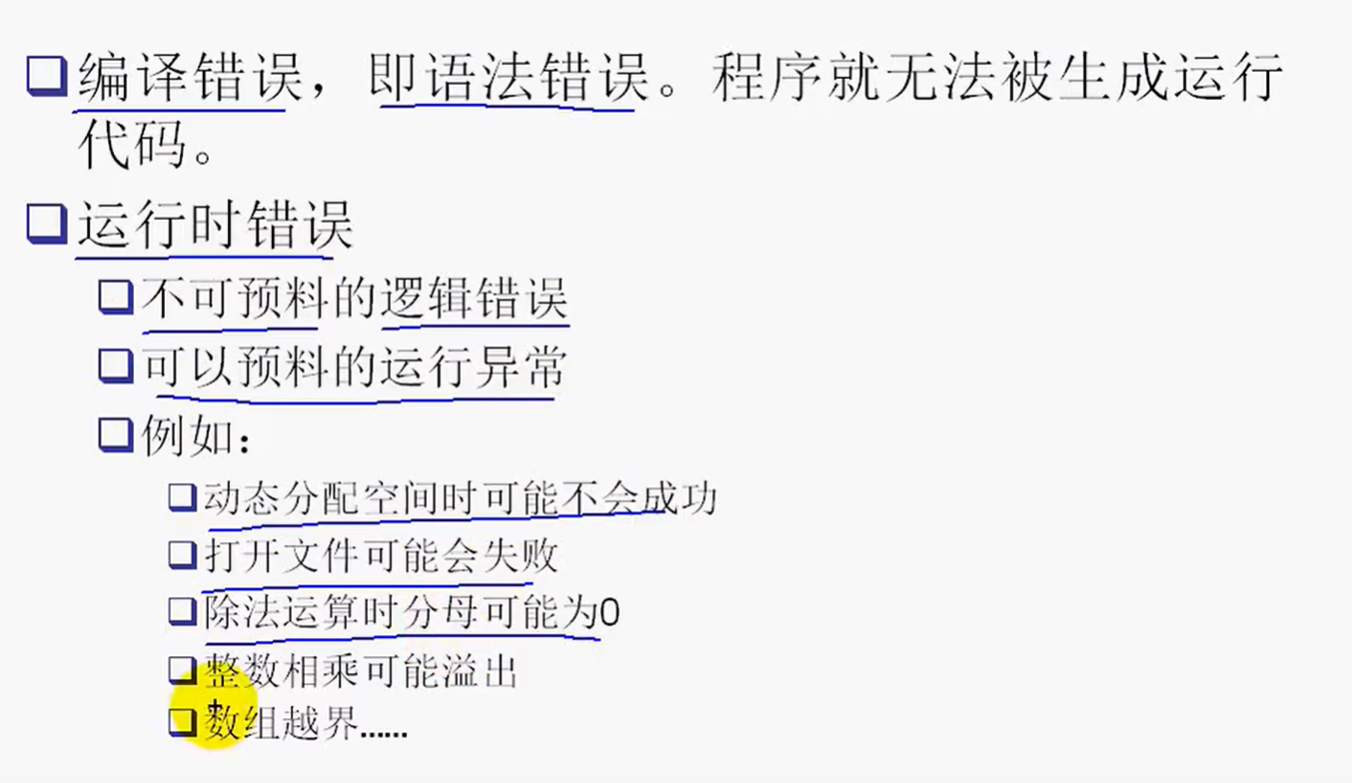 编译错误，即语法错误。程序就无法被生成运行
代码。
运行时错误
不可预料的逻辑错误
可以预料的运行异常
例如：
动态分配空间时可能不会成功
打开文件可能会失败
除法运算时分母可能为0
整数相乘可能溢出
数组越界……